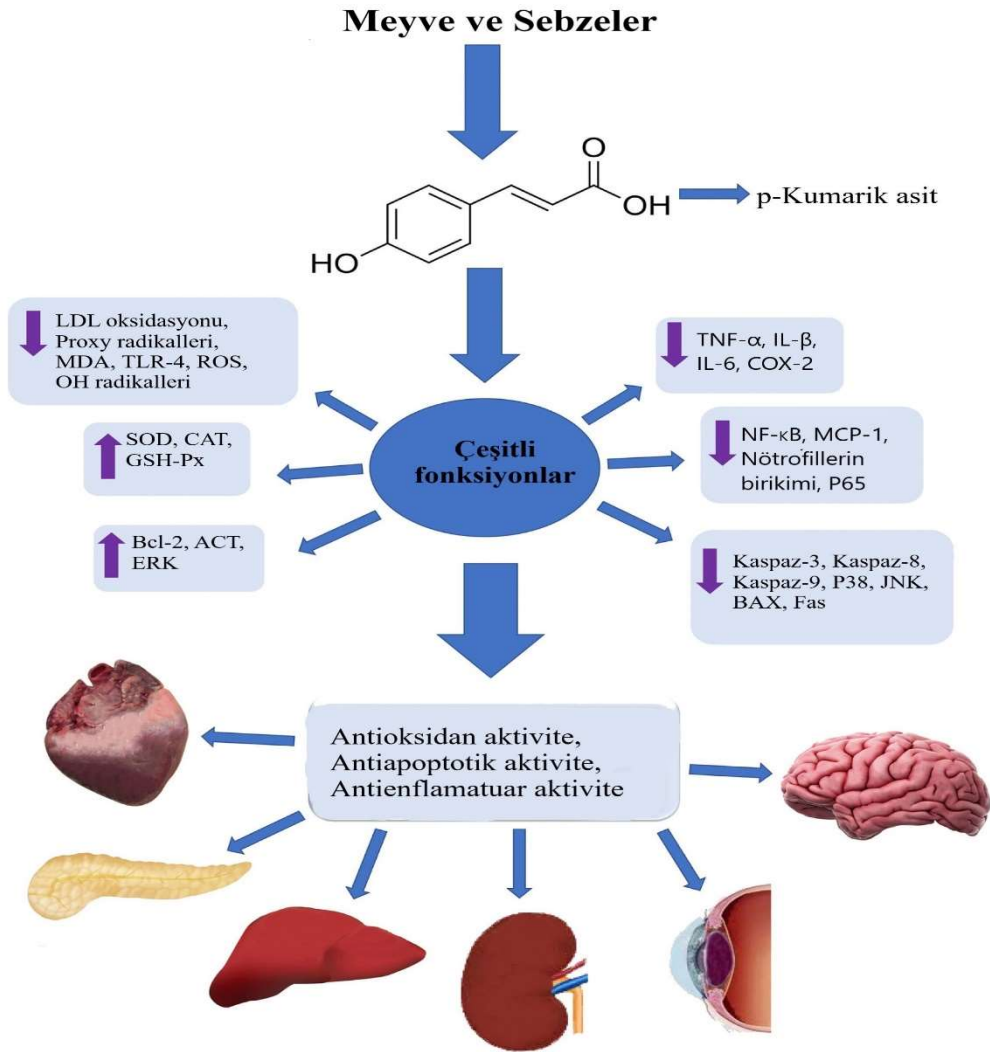 Meyve ve Sebzeler
O
OH
HO
p-Kumarik asit
LDL oksidasyonu,
Proxy radikalleri,
MDA, TLR-4, ROS,
OH radikalleri
SOD, CAT,
GSH-Px
Bcl-2, ACT,
ERK
Çeşitli
fonksiyonlar
TNF-α, IL-β,
IL-6, COX-2
NF-κB, MCP-1,
Nötrofillerin
birikimi, P65
Kaspaz-3, Kaspaz-8,
Kaspaz-9, P38, JNK,
BAX, Fas
Antioksidan aktivite,
Antiapoptotik aktivite,
Antienflamatuar aktivite